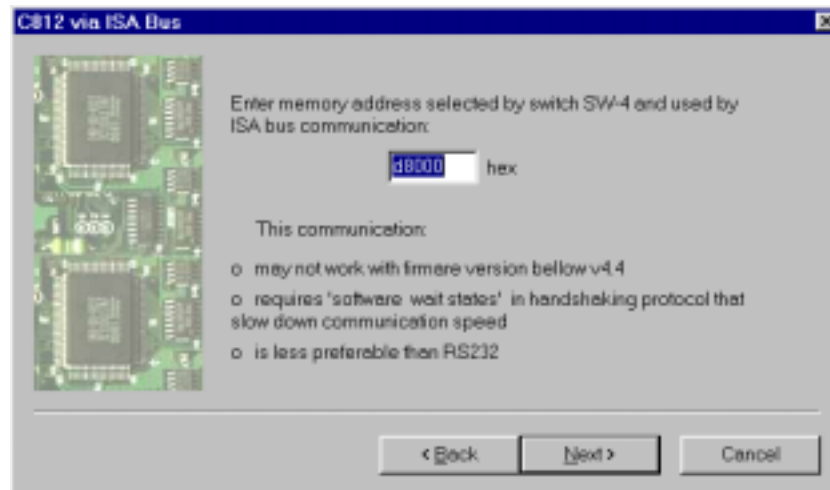 C812 via ISA Bus
Enter memory address selected by switch SW-4 and used by
ISA bus communication:
d8000 hex
This communication:
o may not work with firmare version bellow v4.4
o requires 'software wait states' in handshaking protocol that
slow down communication speed
o is less preferable than RS232
< Back Next > Cancel